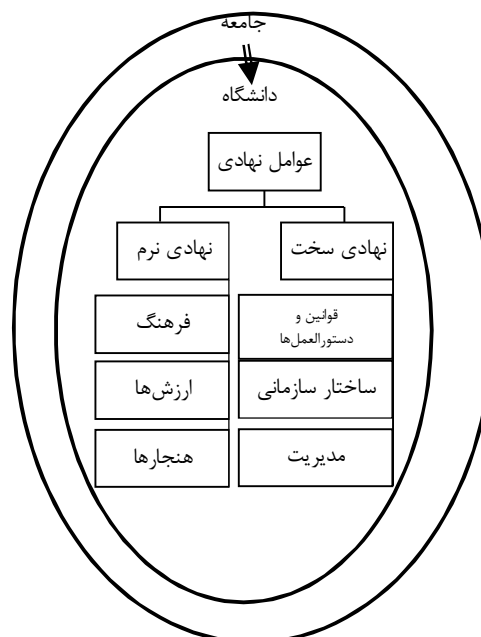 جامعه
دانشگاه
عوامل نهادی
نهادی سخت
نهادی نرم
قوانین و
دستورالعمل‌ها
فرهنگ
ساختار سازمانی
ارزش‌ها
مدیریت
هنجارها